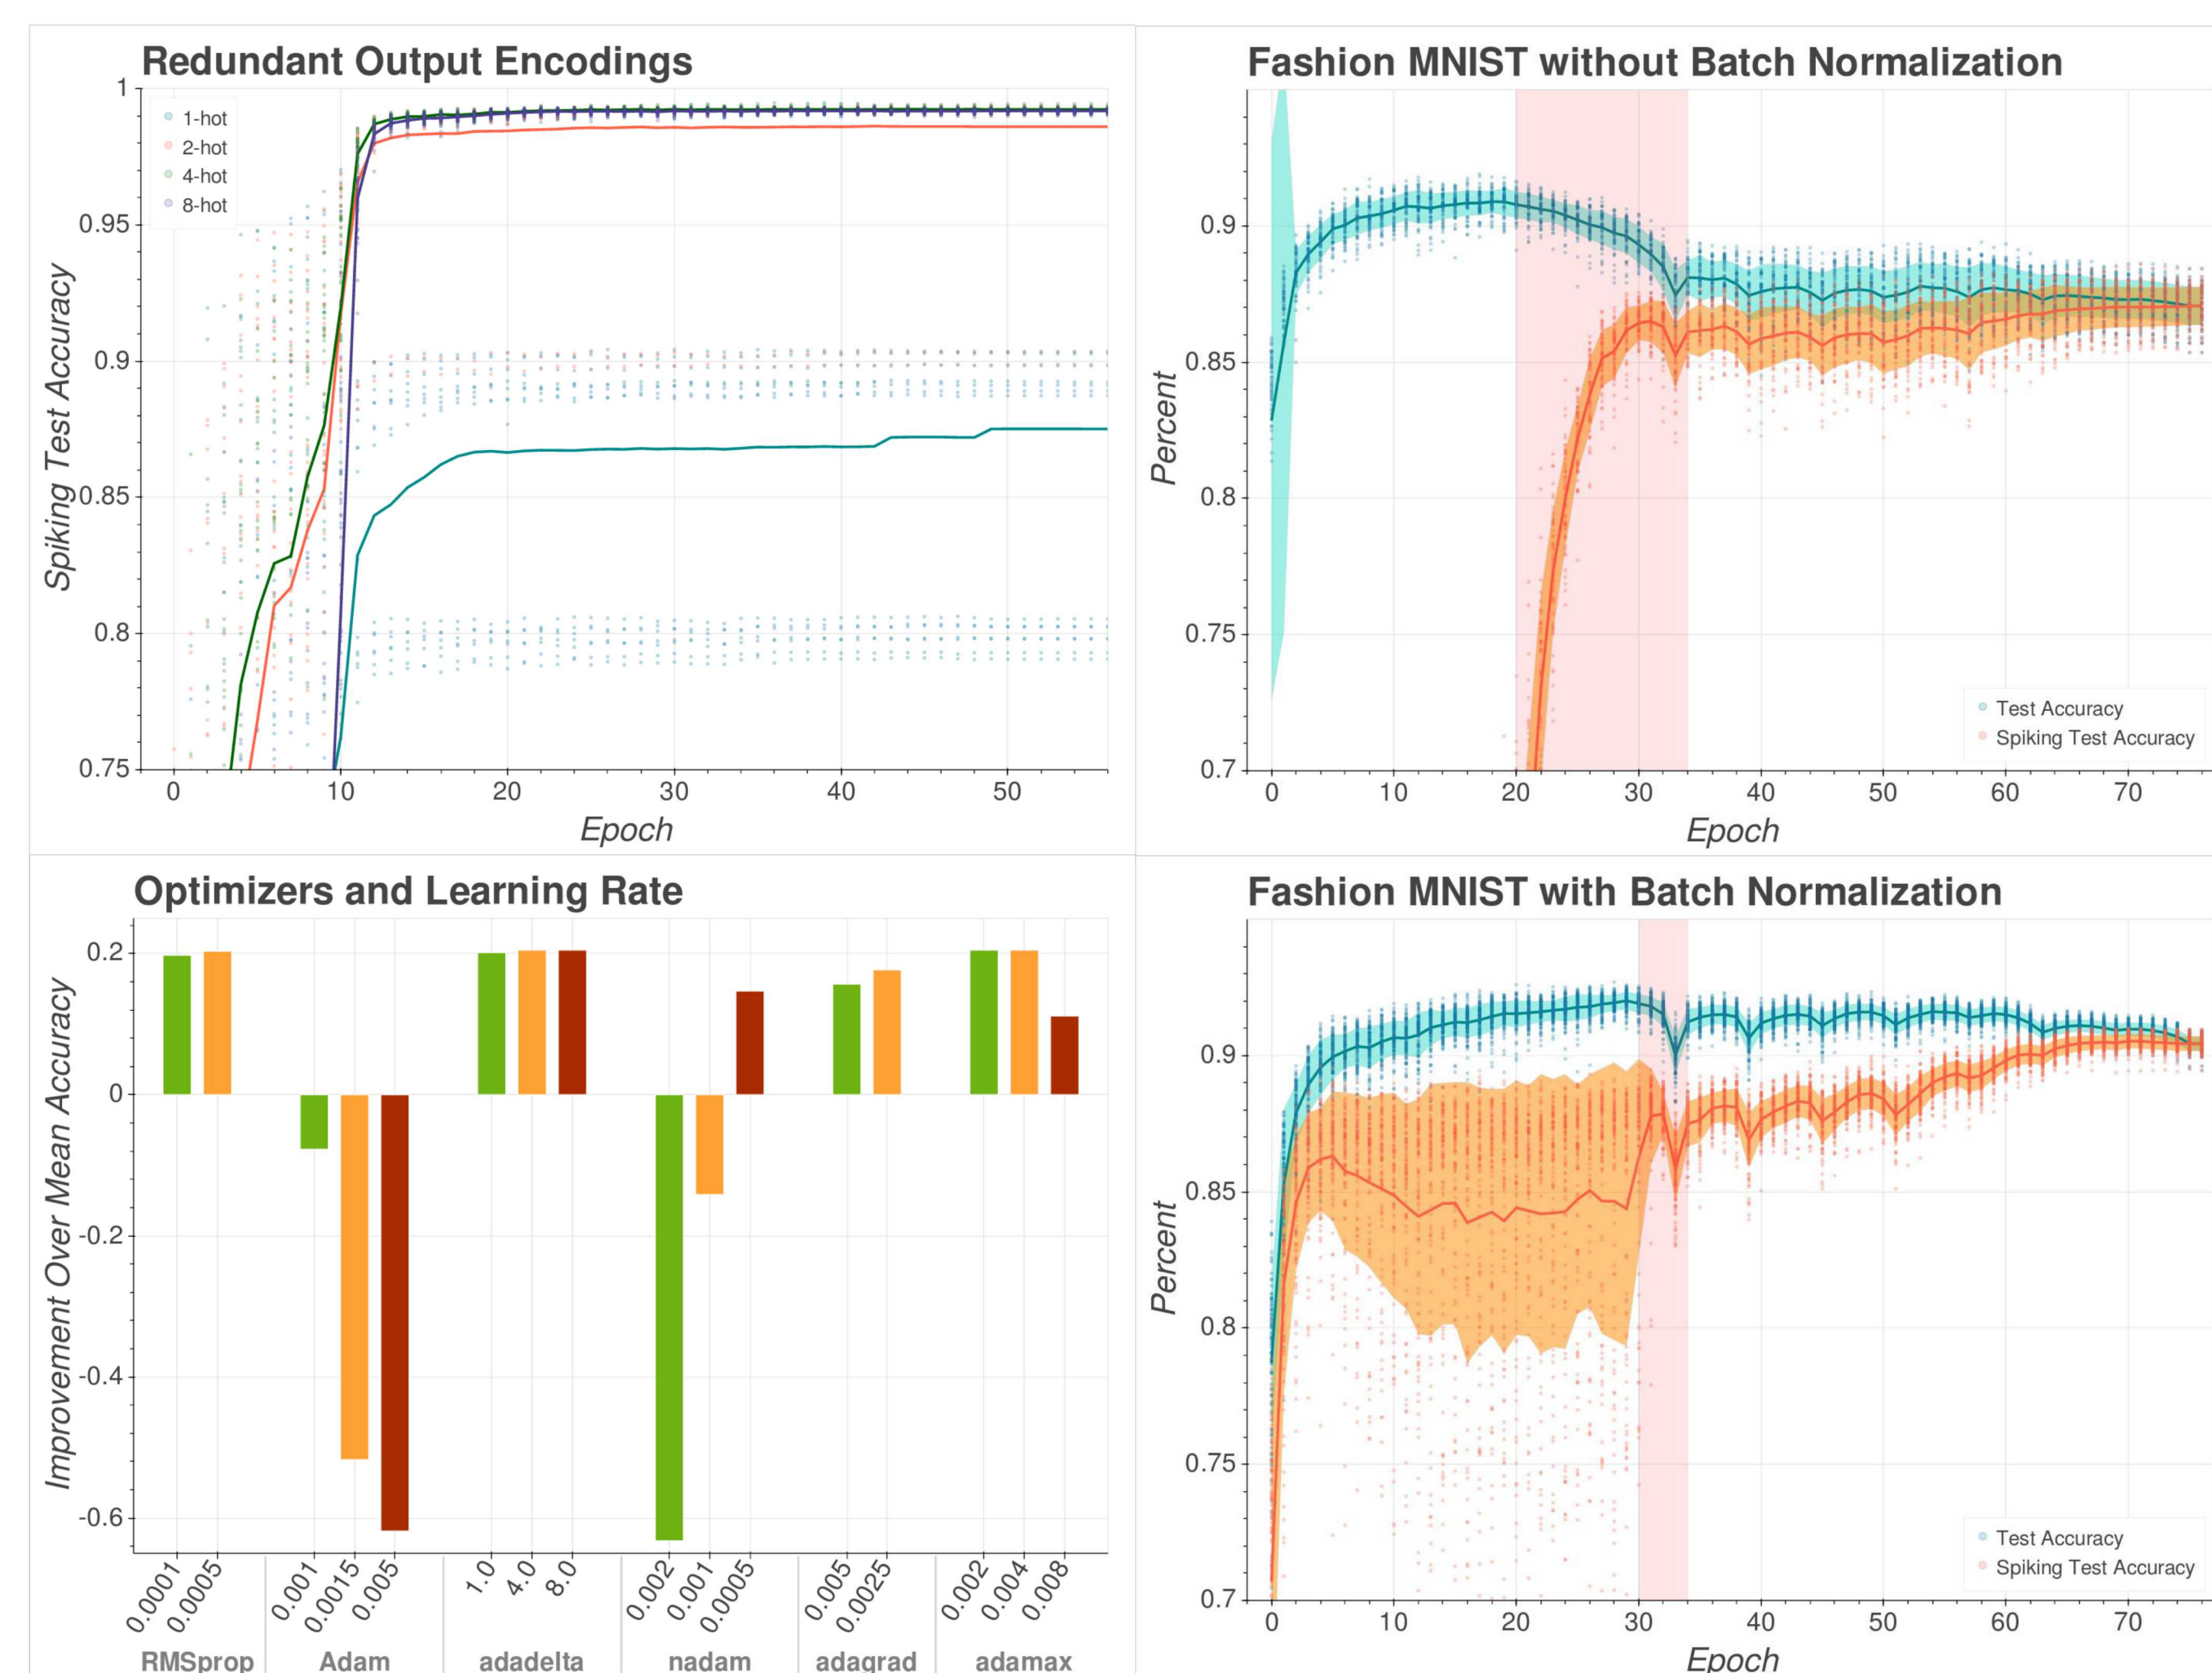 Redundant Output Encodings
1
0.95
0.9
0.85
0.8
0.75
Spiking Test Accuracy
1-hot
2-hot
4-hot
8-hot
0 10 20 30 40 50
Epoch
Fashion MNIST without Batch Normalization
0.9
0.85
0.8
0.75
0.7
Percent
Test Accuracy
Spiking Test Accuracy
0 10 20 30 40 50 60 70
Epoch
Optimizers and Learning Rate
0.2
0
-0.2
-0.4
-0.6
Improvement Over Mean Accuracy
0.0001 0.0005 0.001 0.0015 0.005 1.0 4.0 8.0 0.002 0.001 0.0005 0.005 0.0025 0.002 0.004 0.008
RMSprop Adam adadelta nadam adagrad adamax
Fashion MNIST with Batch Normalization
0.9
0.85
0.8
0.75
0.7
Percent
Test Accuracy
Spiking Test Accuracy
0 10 20 30 40 50 60 70
Epoch